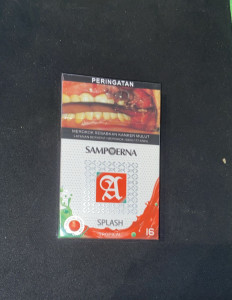 PERINGATAN
MEROKOK SEBABKAN KANKER MULUT
SAMPOERNA
A
SPLASH
16